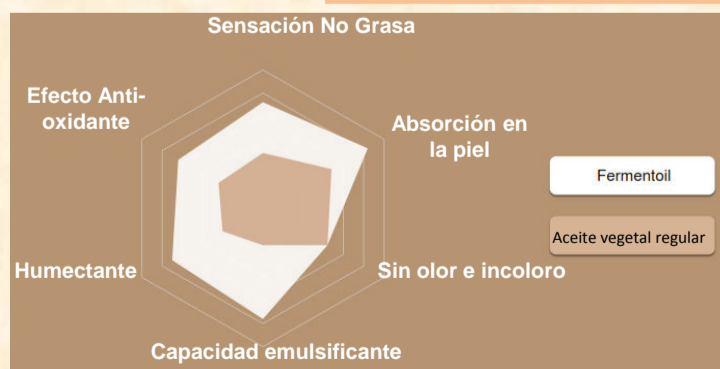 Sensación No Grasa
Efecto Anti-
oxidante
Absorción en
la piel
Fermentoil
Aceite vegetal regular
Humectante
Sin olor e incoloro
Capacidad emulsificante